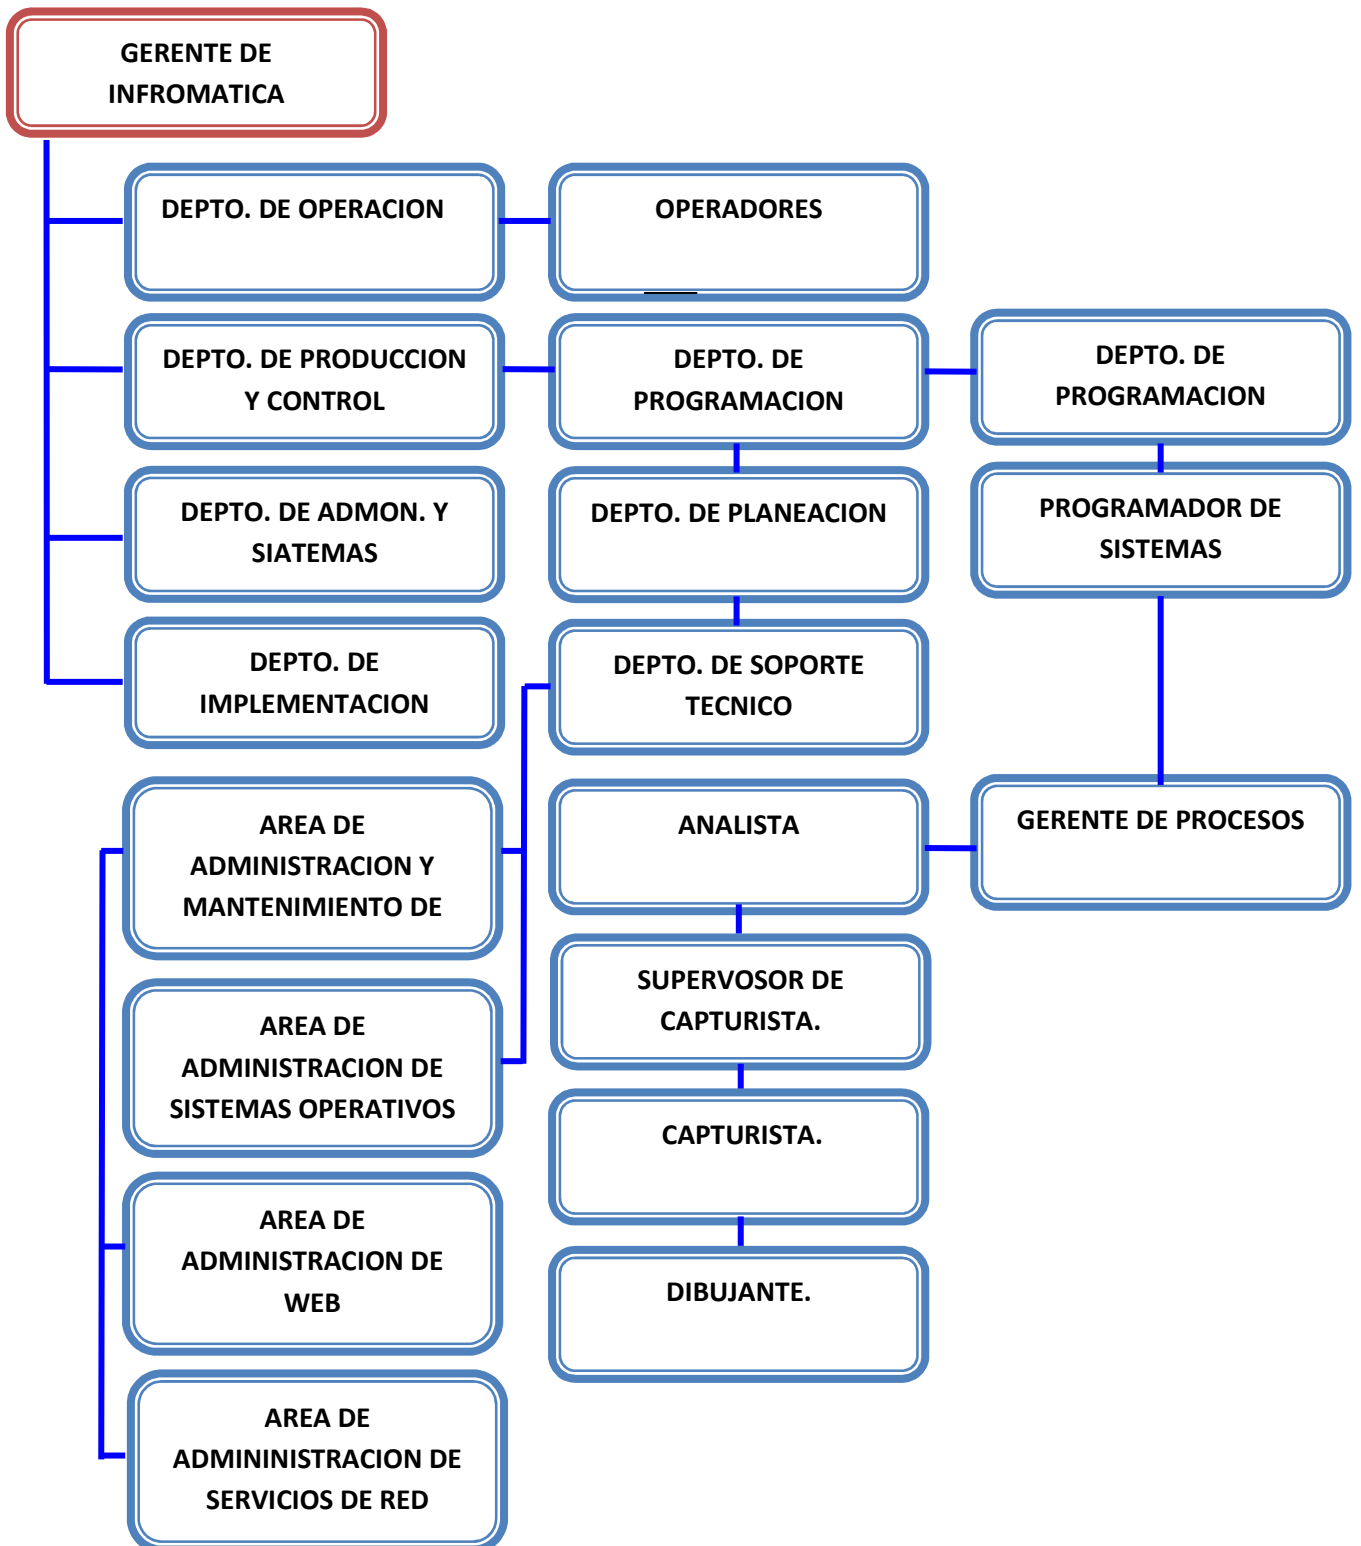 GERENTE DE
INFROMATICA
DEPTO. DE OPERACION
OPERADORES
DEPTO. DE PRODUCCION
Y CONTROL
DEPTO. DE
PROGRAMACION
DEPTO. DE
PROGRAMACION
DEPTO. DE ADMON. Y
SIATEMAS
DEPTO. DE PLANEACION
PROGRAMADOR DE
SISTEMAS
DEPTO. DE
IMPLEMENTACION
DEPTO. DE SOPORTE
TECNICO
AREA DE
ADMINISTRACION Y
MANTENIMIENTO DE
ANALISTA
GERENTE DE PROCESOS
SUPERVOSOR DE
CAPTURISTA.
AREA DE
ADMINISTRACION DE
SISTEMAS OPERATIVOS
CAPTURISTA.
AREA DE
ADMINISTRACION DE
WEB
DIBUJANTE.
AREA DE
ADMININISTRACION DE
SERVICIOS DE RED